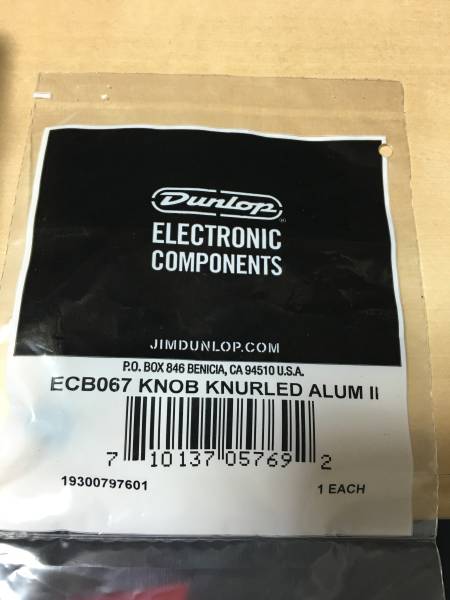 Dunlop®
ELECTRONIC
COMPONENTS
JIMDUNLOP.COM
P.O. BOX 846 BENICIA, CA 94510 U.S.A.
ECB067 KNOB KNURLED ALUM II
7 10137 05769 2
19300797601 1 EACH